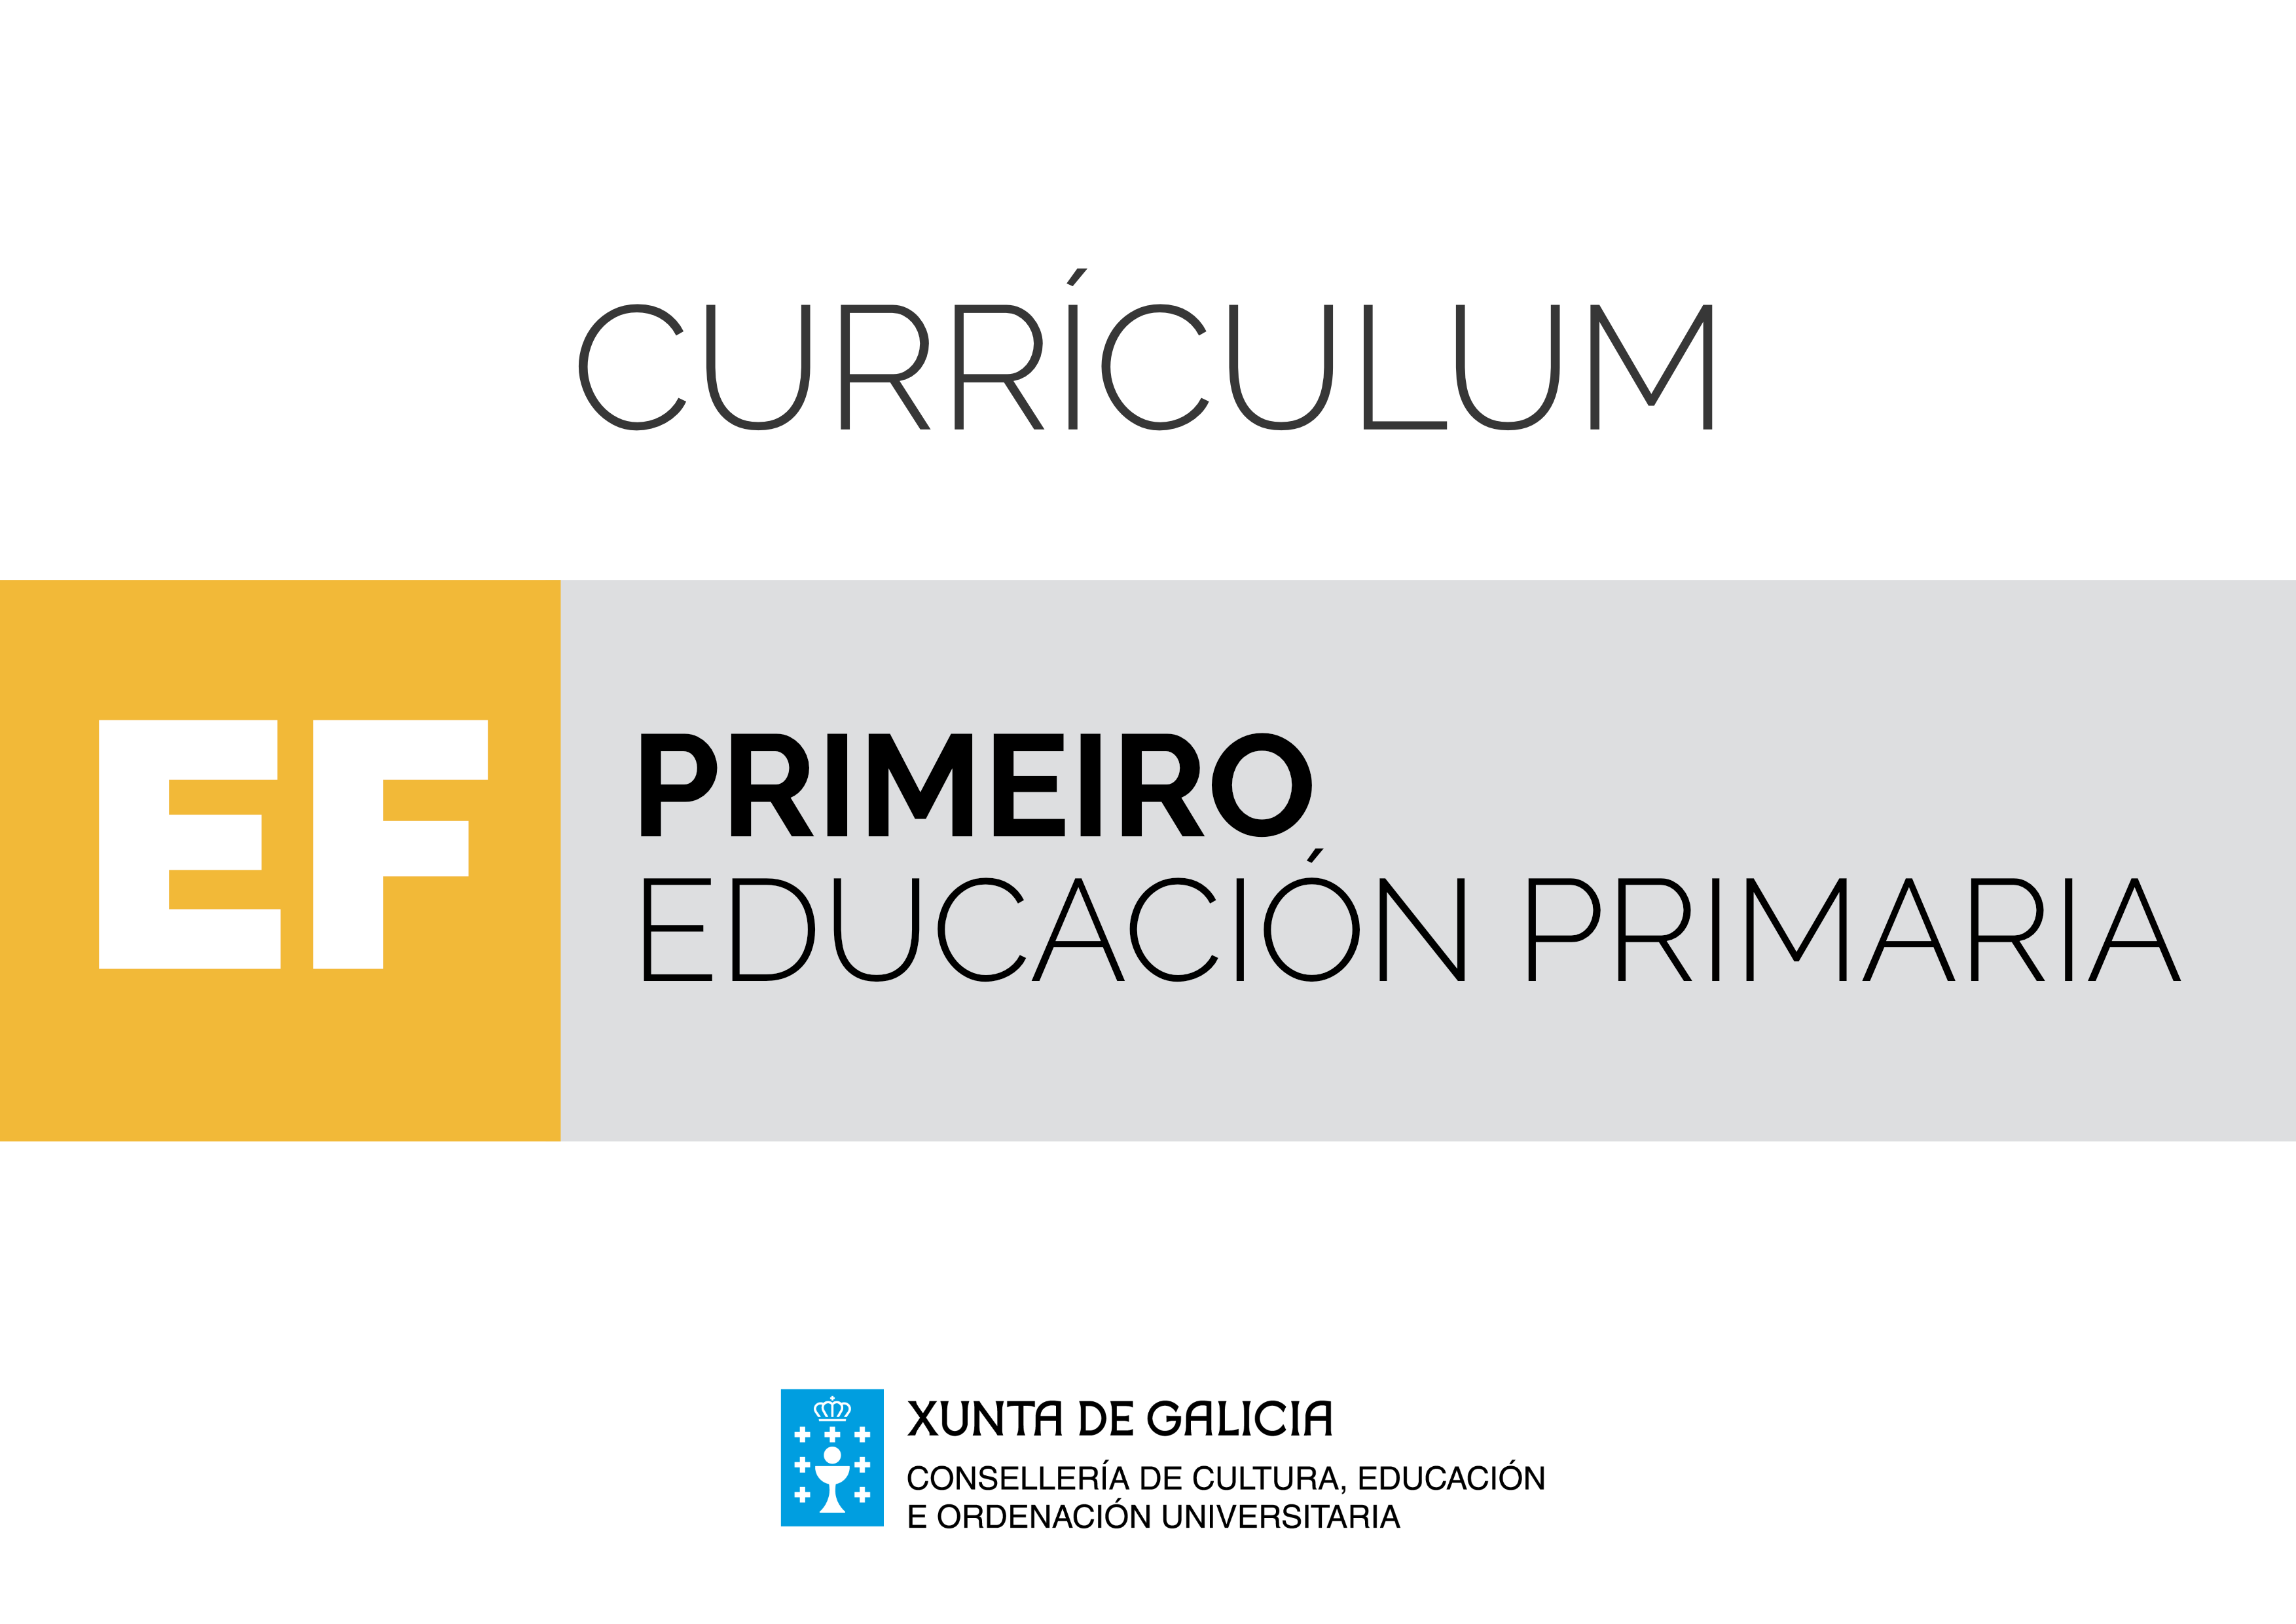 CURRÍCULUM
EF
PRIMEIRO
EDUCACIÓN PRIMARIA
XUNTA DE GALICIA
CONSELLERÍA DE CULTURA, EDUCACIÓN
E ORDENACIÓN UNIVERSITARIA